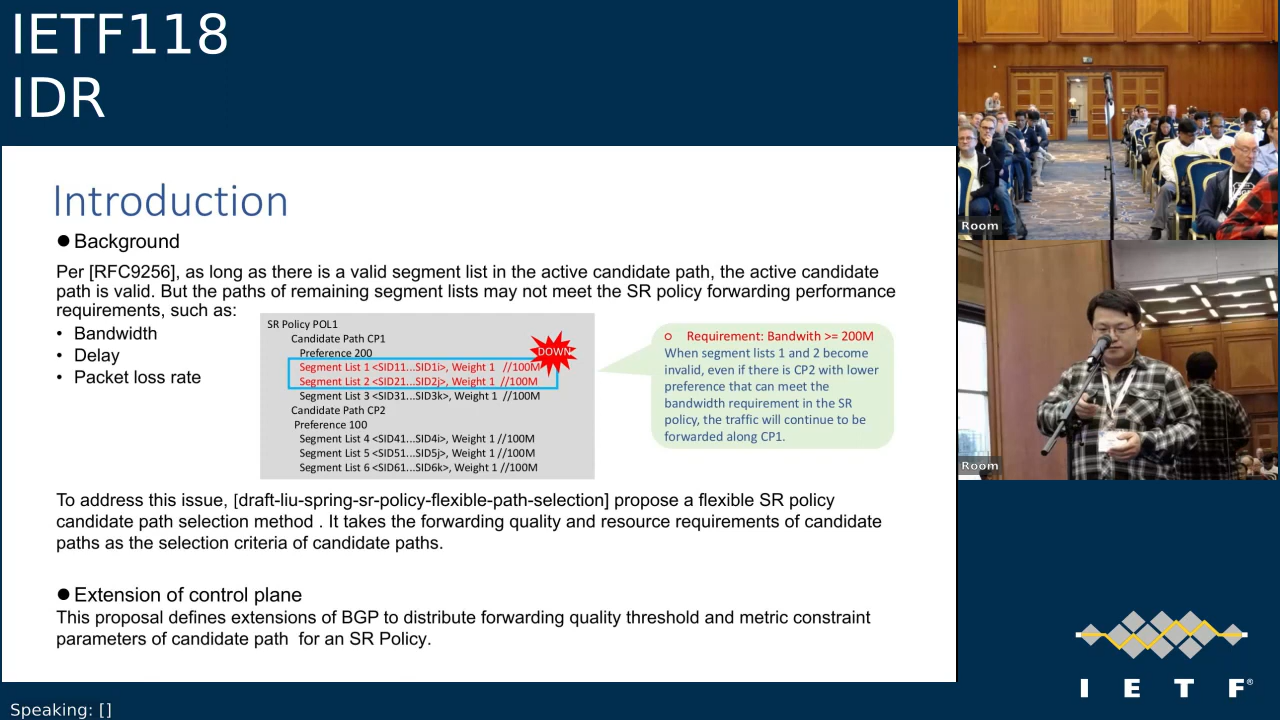 IETF118
IDR
Introduction
● Background
Per [RFC9256], as long as there is a valid segment list in the active candidate path, the active candidate
path is valid. But the paths of remaining segment lists may not meet the SR policy forwarding performance
requirements, such as:
• Bandwidth
• Delay
• Packet loss rate
SR Policy POL1
Candidate Path CP1
Preference 200
Segment List 1 <SID11...SID1i>, Weight 1 //100M
Segment List 2 <SID21...SID2j>, Weight 1 //100M
Segment List 3 <SID31...SID3k>, Weight 1 //100M
Candidate Path CP2
Preference 100
Segment List 4 <SID41...SID4i>, Weight 1 //100M
Segment List 5 <SID51...SID5j>, Weight 1 //100M
Segment List 6 <SID61...SID6k>, Weight 1 //100M
DOWN
o Requirement: Bandwith >= 200M
When segment lists 1 and 2 become
invalid, even if there is CP2 with lower
preference that can meet the
bandwidth requirement in the SR
policy, the traffic will continue to be
forwarded along CP1.
To address this issue, [draft-liu-spring-sr-policy-flexible-path-selection] propose a flexible SR policy
candidate path selection method . It takes the forwarding quality and resource requirements of candidate
paths as the selection criteria of candidate paths.
● Extension of control plane
This proposal defines extensions of BGP to distribute forwarding quality threshold and metric constraint
parameters of candidate path for an SR Policy.
Room
Room
I E T F®
Speaking: []